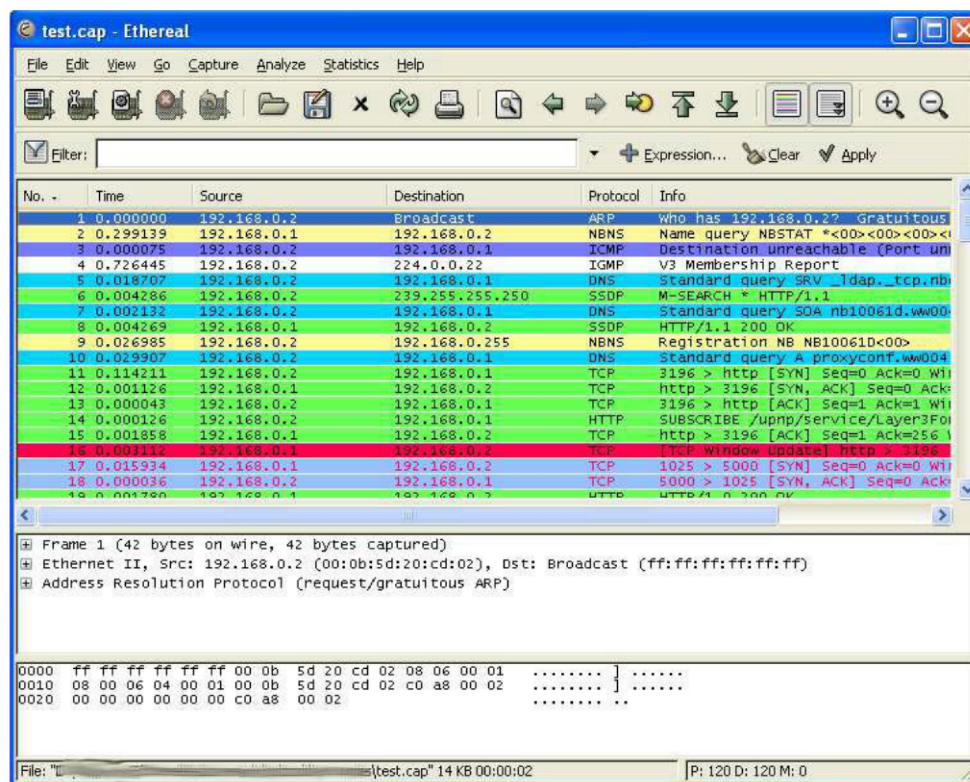 test.cap - Ethereal
File Edit View Go Capture Analyze Statistics Help
Filter: Expression... Clear Apply
No. - Time Source Destination Protocol Info
1 0.000000 192.168.0.2 Broadcast ARP Who has 192.168.0.2? Gratuitous
2 0.299139 192.168.0.1 192.168.0.2 NBNS Name query NBSTAT *<00><00><00><
3 0.000075 192.168.0.2 192.168.0.1 ICMP Destination unreachable (Port
4 0.726445 192.168.0.2 224.0.0.22 IGMP V3 Membership Report
5 0.018707 192.168.0.2 192.168.0.1 DNS Standard query SRV _ldap._tcp.
6 0.004286 192.168.0.2 239.255.255.250 SSDP M-SEARCH * HTTP/1.1
7 0.002132 192.168.0.2 192.168.0.1 DNS Standard query SOA nb10061d.ww00
8 0.004269 192.168.0.1 192.168.0.2 SSDP HTTP/1.1 200 OK
9 0.026985 192.168.0.2 192.168.0.255 NBNS Registration NB NB10061D<00>
10 0.029907 192.168.0.2 192.168.0.1 DNS Standard query A proxyconf.ww004
11 0.114211 192.168.0.2 192.168.0.1 TCP 3196 > http [SYN] Seq=0 Ack=0
12 0.001126 192.168.0.1 192.168.0.2 TCP http > 3196 [SYN, ACK] Seq=0 Ack
13 0.000043 192.168.0.2 192.168.0.1 TCP 3196 > http [ACK] Seq=1 Ack=1
14 0.000126 192.168.0.2 192.168.0.1 HTTP SUBSCRIBE /upnp/service/Layer3Fo
15 0.001858 192.168.0.1 192.168.0.2 TCP http > 3196 [ACK] Seq=1 Ack=256
16 0.003112 192.168.0.1 192.168.0.2 TCP [TCP Window Update] http > 3196
17 0.015934 192.168.0.1 192.168.0.2 TCP 1025 > 5000 [SYN] Seq=0 Ack=0
18 0.000036 192.168.0.2 192.168.0.1 TCP 5000 > 1025 [SYN, ACK] Seq=0 Ack
19 0.001780 192.168.0.1 192.168.0.2 HTTP HTTP/1.0 200 OK
Frame 1 (42 bytes on wire, 42 bytes captured)
Ethernet II, Src: 192.168.0.2 (00:0b:5d:20:cd:02), Dst: Broadcast (ff:ff:ff:ff:ff:ff)
Address Resolution Protocol (request/gratuitous ARP)
0000 ff ff ff ff ff ff 00 0b 5d 20 cd 02 08 06 00 01 ........ ] ......
0010 08 00 06 04 00 01 00 0b 5d 20 cd 02 c0 a8 00 02 ........ ] ......
0020 00 00 00 00 00 00 c0 a8 00 02 ........ ..
File: "D \test.cap" 14 KB 00:00:02 P: 120 D: 120 M: 0